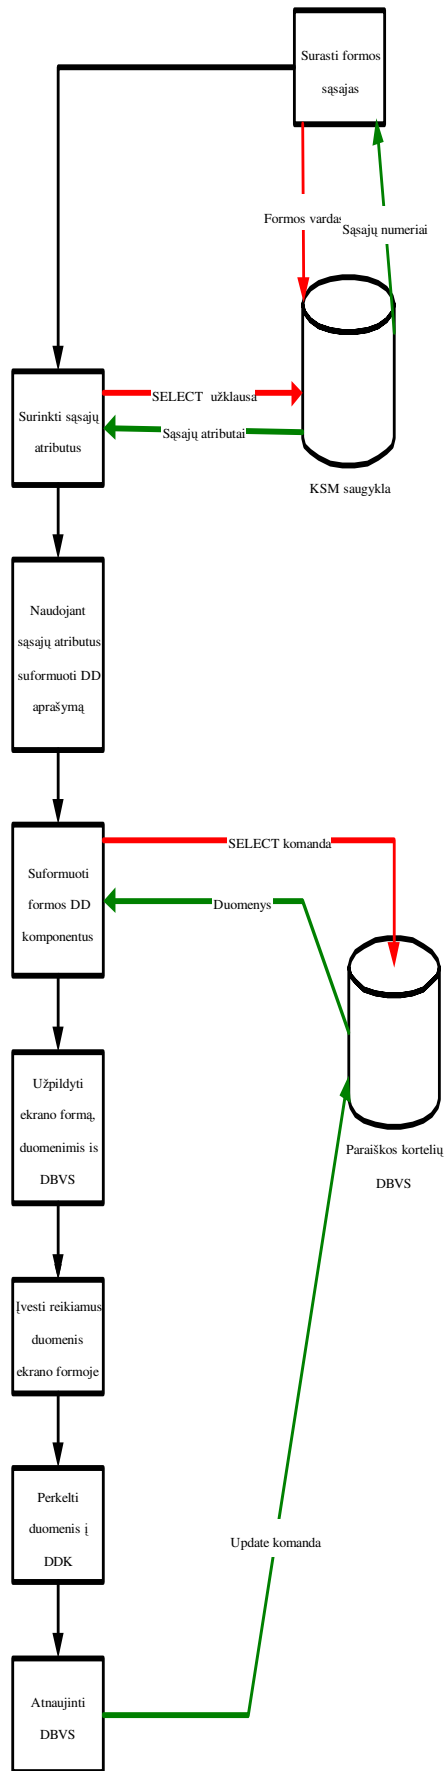 Surasti formos
sąsajas
Formos vardas
Sąsajų numeriai
Surinkti sąsajų
atributus
SELECT užklausa
Sąsajų atributai
KSM saugykla
Naudojant
sąsajų atributus
suformuoti DD
aprašymą
Suformuoti
formos DD
komponentus
SELECT komanda
Duomenys
Užpildyti
ekrano formą,
duomenimis is
DBVS
Paraiškos kortelių
DBVS
Įvesti reikiamus
duomenis
ekrano formoje
Perkelti
duomenis į
DDK
Update komanda
Atnaujinti
DBVS